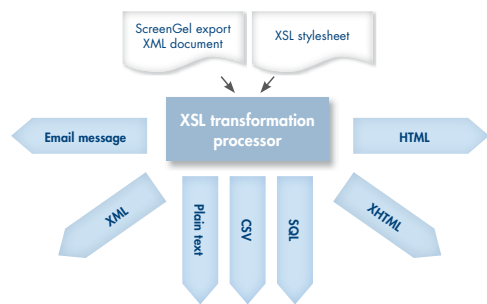 ScreenGel export
XML document
XSL stylesheet
XSL transformation
processor
Email message
HTML
XML
Plain text
CSV
SQL
XHTML